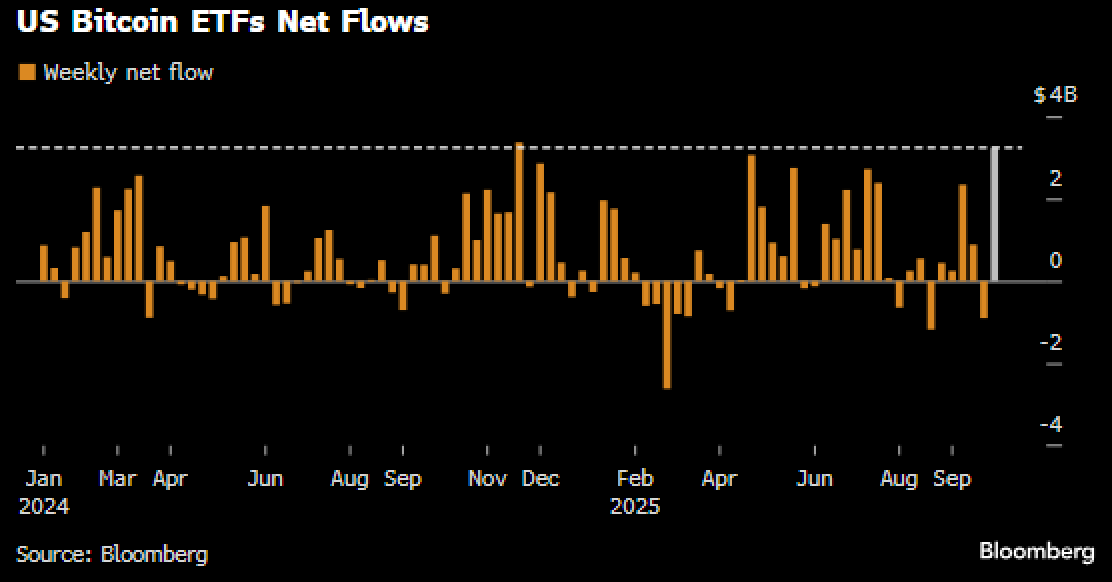 US Bitcoin ETFs Net Flows
Weekly net flow
$4B
2
0
-2
-4
Jan Mar Apr Jun Aug Sep Nov Dec Feb Apr Jun Aug Sep
2024 2025
Source: Bloomberg
Bloomberg